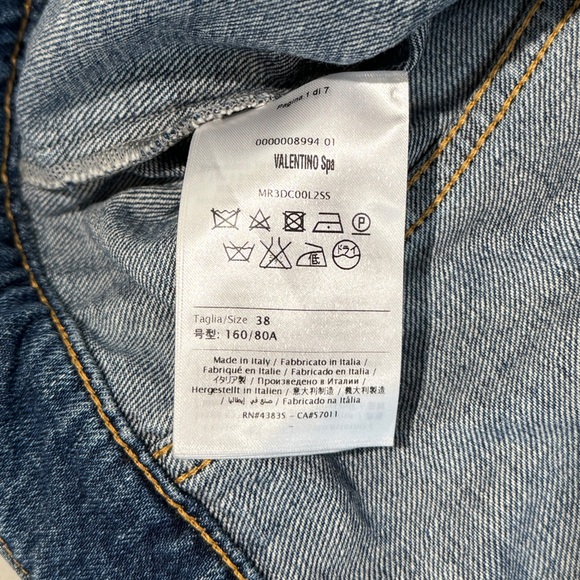 Pagina 1 di 7
0000008994 01
VALENTINO Spa
MR3DC00L2SS
P
低 ドライ
Taglia/Size 38
号型: 160/80A
Made in Italy / Fabbricato in Italia /
Fabriqué en Italie / Fabricado en Italia /
イタリア製 / Произведено в Италии /
Hergestellt in Italien / 意大利制造 / 義大利製造
/ صنع في إيطاليا / Fabricado na Itália
RN#43835 - CA#57011
-